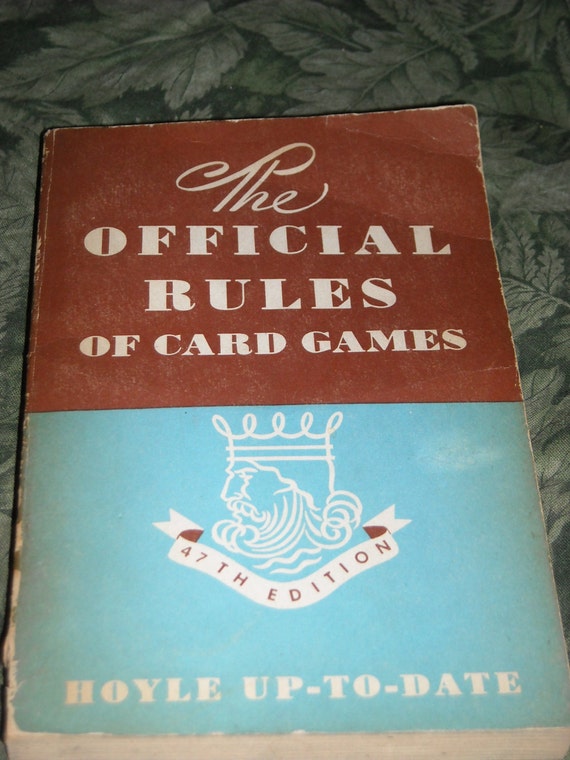 The
OFFICIAL
RULES
OF CARD GAMES
47TH EDITION
HOYLE UP-TO-DATE